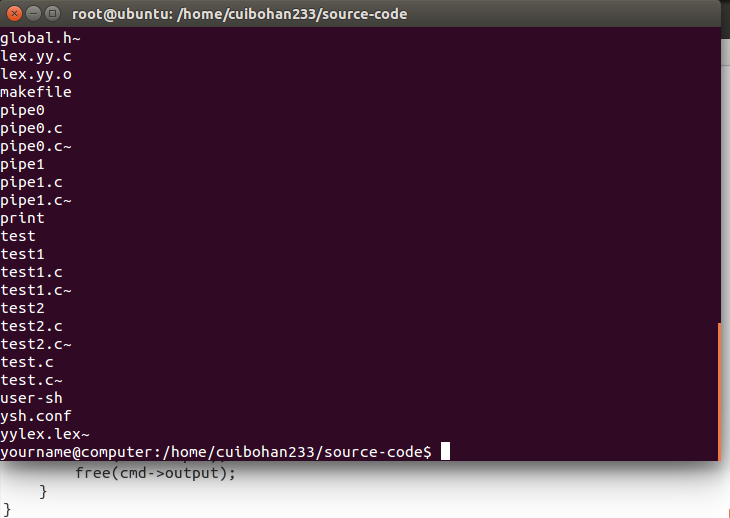 root@ubuntu: /home/cuibohan233/source-code
global.h~
lex.yy.c
lex.yy.o
makefile
pipe0
pipe0.c
pipe0.c~
pipe1
pipe1.c
pipe1.c~
print
test
test1
test1.c
test1.c~
test2
test2.c
test2.c~
test.c
test.c~
user-sh
ysh.conf
yylex.lex~
yourname@computer:/home/cuibohan233/source-code$
free(cmd->output);
}
}